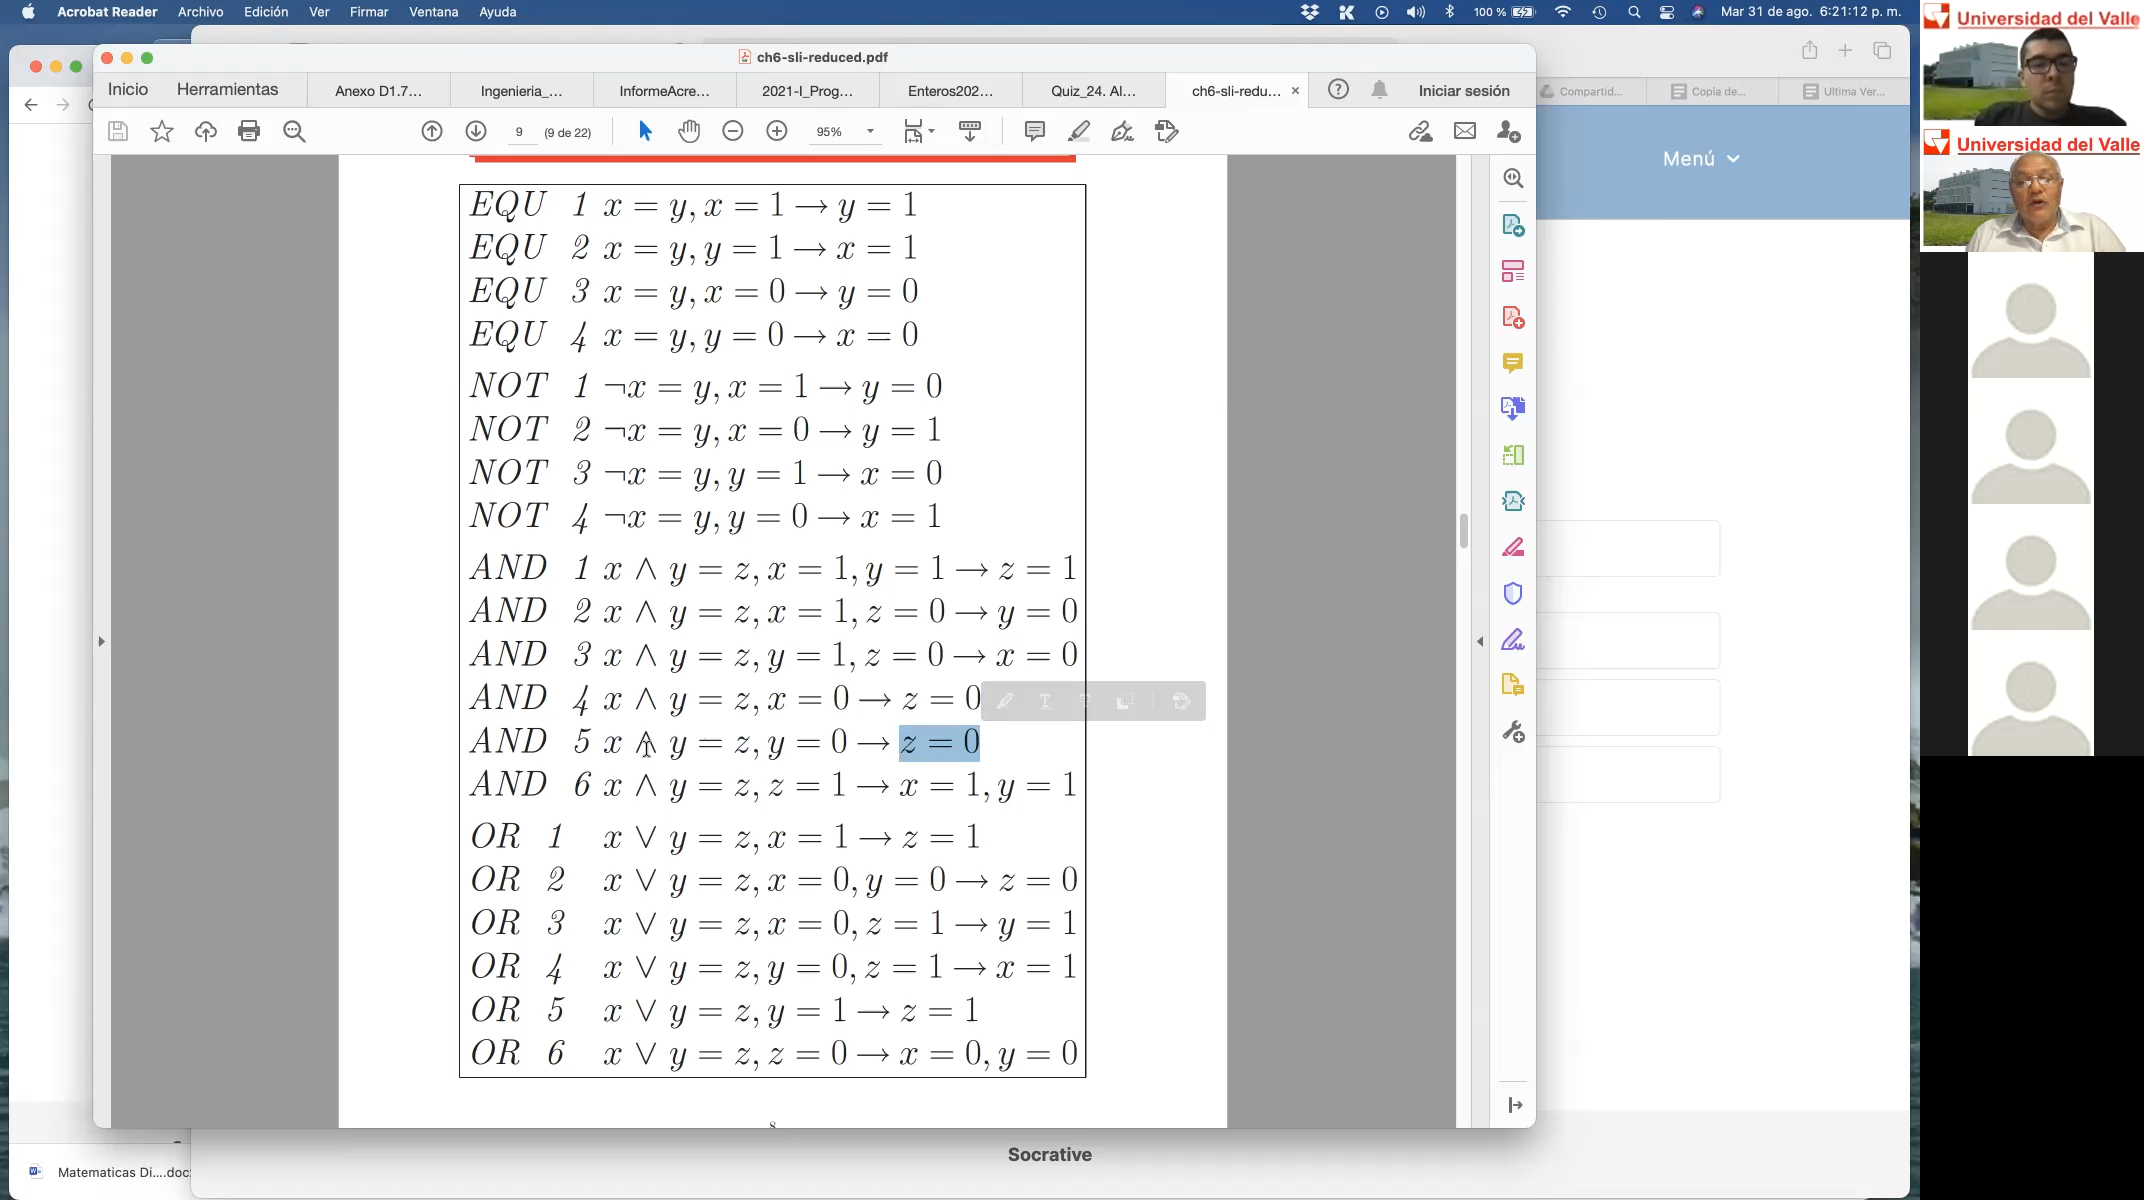 Acrobat Reader Archivo Edición Ver Firmar Ventana Ayuda 100 % Mar 31 de ago. 6:21:12 p. m.
ch6-sli-reduced.pdf
Inicio Herramientas Anexo D1.7... Ingenieria_... InformeAcre... 2021-I_Prog... Enteros202... Quiz_24. Al... ch6-sli-redu... × Iniciar sesión
Compartid... Copia de... Ultima Ver...
9 (9 de 22) 95%
Menú
EQU 1 x = y, x = 1 → y = 1
EQU 2 x = y, y = 1 → x = 1
EQU 3 x = y, x = 0 → y = 0
EQU 4 x = y, y = 0 → x = 0
NOT 1 ¬x = y, x = 1 → y = 0
NOT 2 ¬x = y, x = 0 → y = 1
NOT 3 ¬x = y, y = 1 → x = 0
NOT 4 ¬x = y, y = 0 → x = 1
AND 1 x ∧ y = z, x = 1, y = 1 → z = 1
AND 2 x ∧ y = z, x = 1, z = 0 → y = 0
AND 3 x ∧ y = z, y = 1, z = 0 → x = 0
AND 4 x ∧ y = z, x = 0 → z = 0
AND 5 x ∧ y = z, y = 0 → z = 0
AND 6 x ∧ y = z, z = 1 → x = 1, y = 1
OR 1 x ∨ y = z, x = 1 → z = 1
OR 2 x ∨ y = z, x = 0, y = 0 → z = 0
OR 3 x ∨ y = z, x = 0, z = 1 → y = 1
OR 4 x ∨ y = z, y = 0, z = 1 → x = 1
OR 5 x ∨ y = z, y = 1 → z = 1
OR 6 x ∨ y = z, z = 0 → x = 0, y = 0
Socrative
Matematicas Di....doc
Universidad del Valle
Universidad del Valle